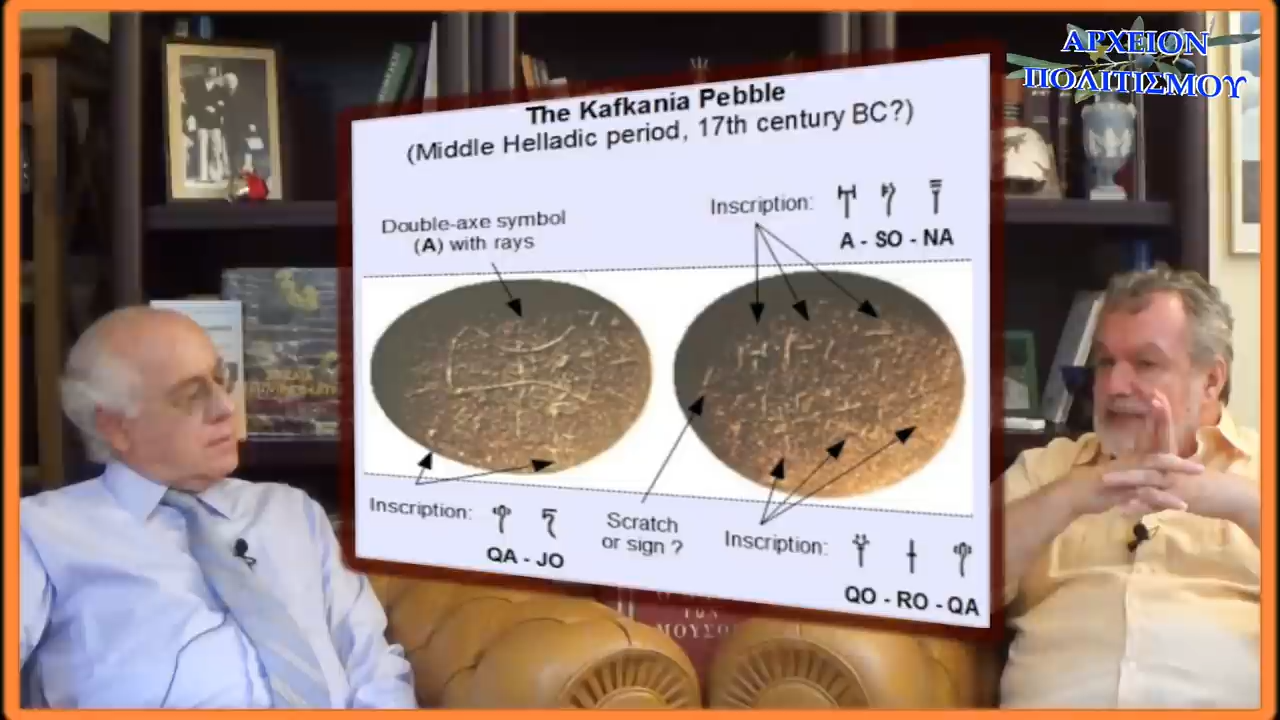 ΑΡΧΕΙΟΝ
ΠΟΛΙΤΙΣΜΟΥ
The Kafkania Pebble
(Middle Helladic period, 17th century BC?)
Double-axe symbol
(A) with rays
Inscription:
A - SO - NA
Inscription:
QA - JO
Scratch
or sign ?
Inscription:
QO - RO - QA
ΤΩΝ